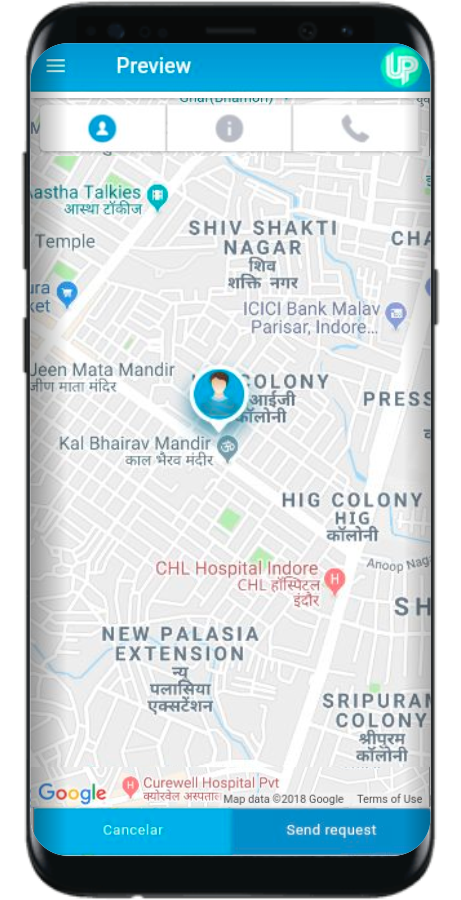 Preview
UP
Aastha Talkies
आस्था टॉकीज
Temple
SHIV SHAKTI
NAGAR
शिव
शक्ति नगर
CHA
ura
ket
ICICI Bank Malav
Parisar, Indore...
Jeen Mata Mandir
जीण माता मंदिर
COLONY
आईजी
कॉलोनी
PRESS
Kal Bhairav Mandir
काल भैरव मंदीर
HIG COLONY
HIG
कॉलोनी
Anoop Nag
CHL Hospital Indore
CHL हॉस्पिटल
इंदौर
SH
NEW PALASIA
EXTENSION
न्यू
पलासिया
एक्सटेंशन
SRIPURAM
COLONY
श्रीपुरम
कॉलोनी
Curewell Hospital Pvt
क्योरवेल अस्पताल
Google
Map data ©2018 Google
Terms of Use
Cancelar
Send request